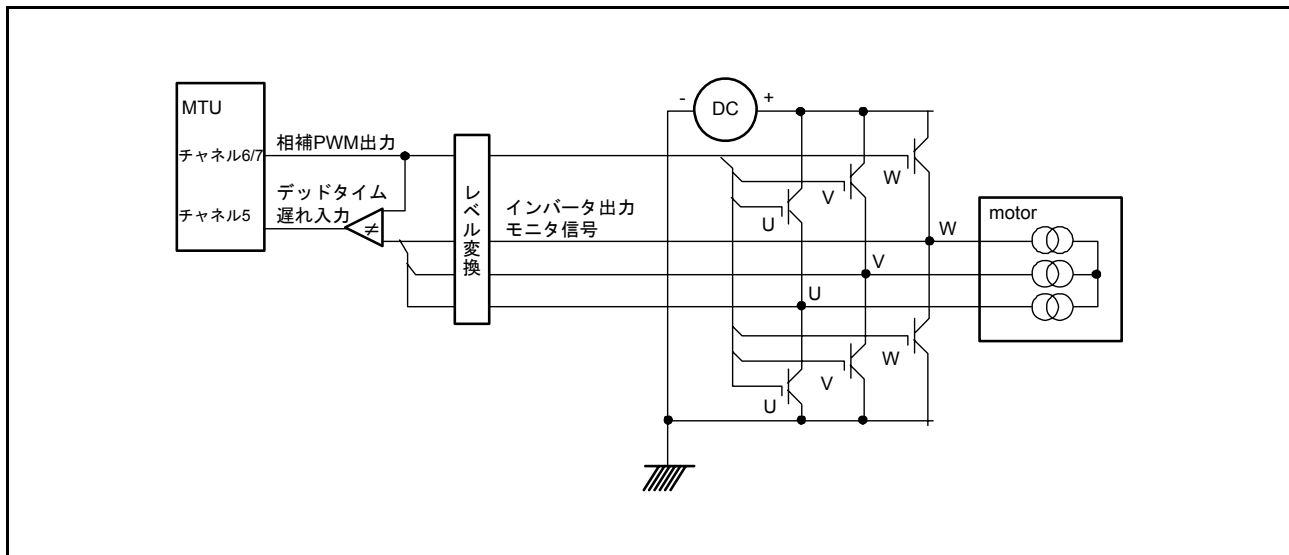 MTU
チャネル6/7
チャネル5
相補PWM出力
デッドタイム
遅れ入力
≠
レベル変換
インバータ出力
モニタ信号
-
DC
+
W
V
U
W
V
U
W
V
U
motor